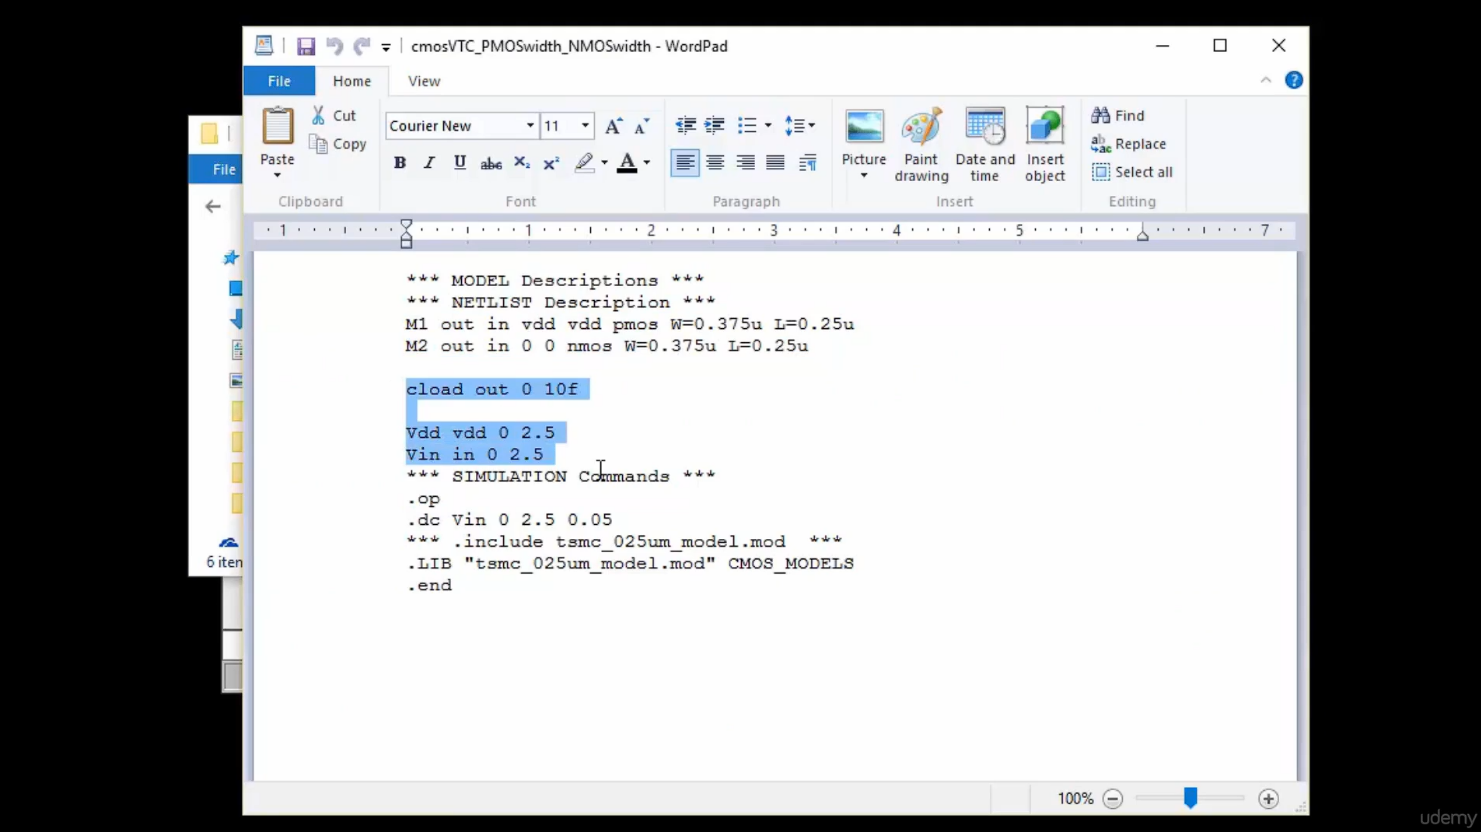 cmosVTC_PMOSwidth_NMOSwidth - WordPad
File Home View
Paste
Cut
Copy
Clipboard
Courier New 11
Font
Paragraph
Picture
Paint drawing
Date and time
Insert object
Insert
Find
Replace
Select all
Editing
1 1 2 3 4 5 7
File
6 iten
*** MODEL Descriptions ***
*** NETLIST Description ***
M1 out in vdd vdd pmos W=0.375u L=0.25u
M2 out in 0 0 nmos W=0.375u L=0.25u
cload out 0 10f
Vdd vdd 0 2.5
Vin in 0 2.5
*** SIMULATION Commands ***
.op
.dc Vin 0 2.5 0.05
*** .include tsmc_025um_model.mod  ***
.LIB "tsmc_025um_model.mod" CMOS_MODELS
.end
100%
udemy